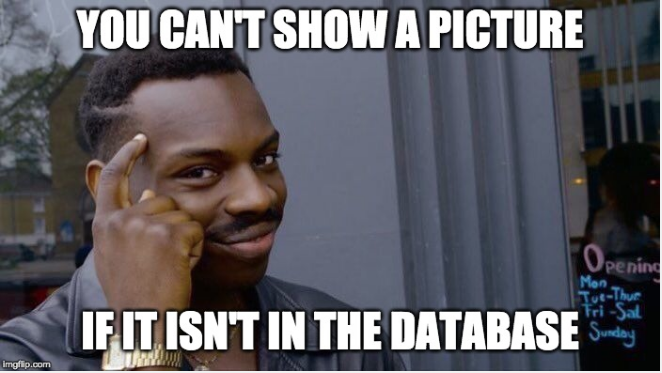 YOU CAN'T SHOW A PICTURE
Opening
Mon
Tue-Thur
Fri-Sat
Sunday
IF IT ISN'T IN THE DATABASE
imgflip.com